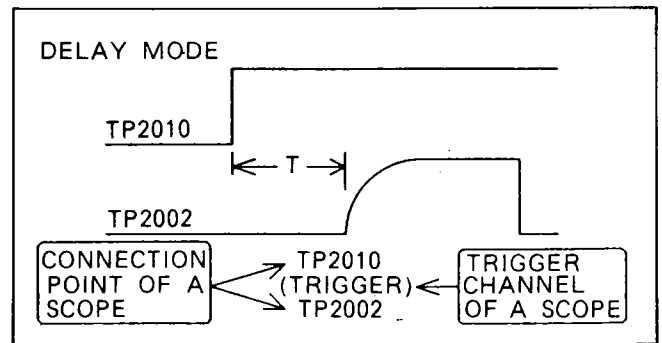 DELAY MODE
TP2010
T
TP2002
CONNECTION
POINT OF A
SCOPE
TP2010
(TRIGGER)
TP2002
TRIGGER
CHANNEL
OF A SCOPE